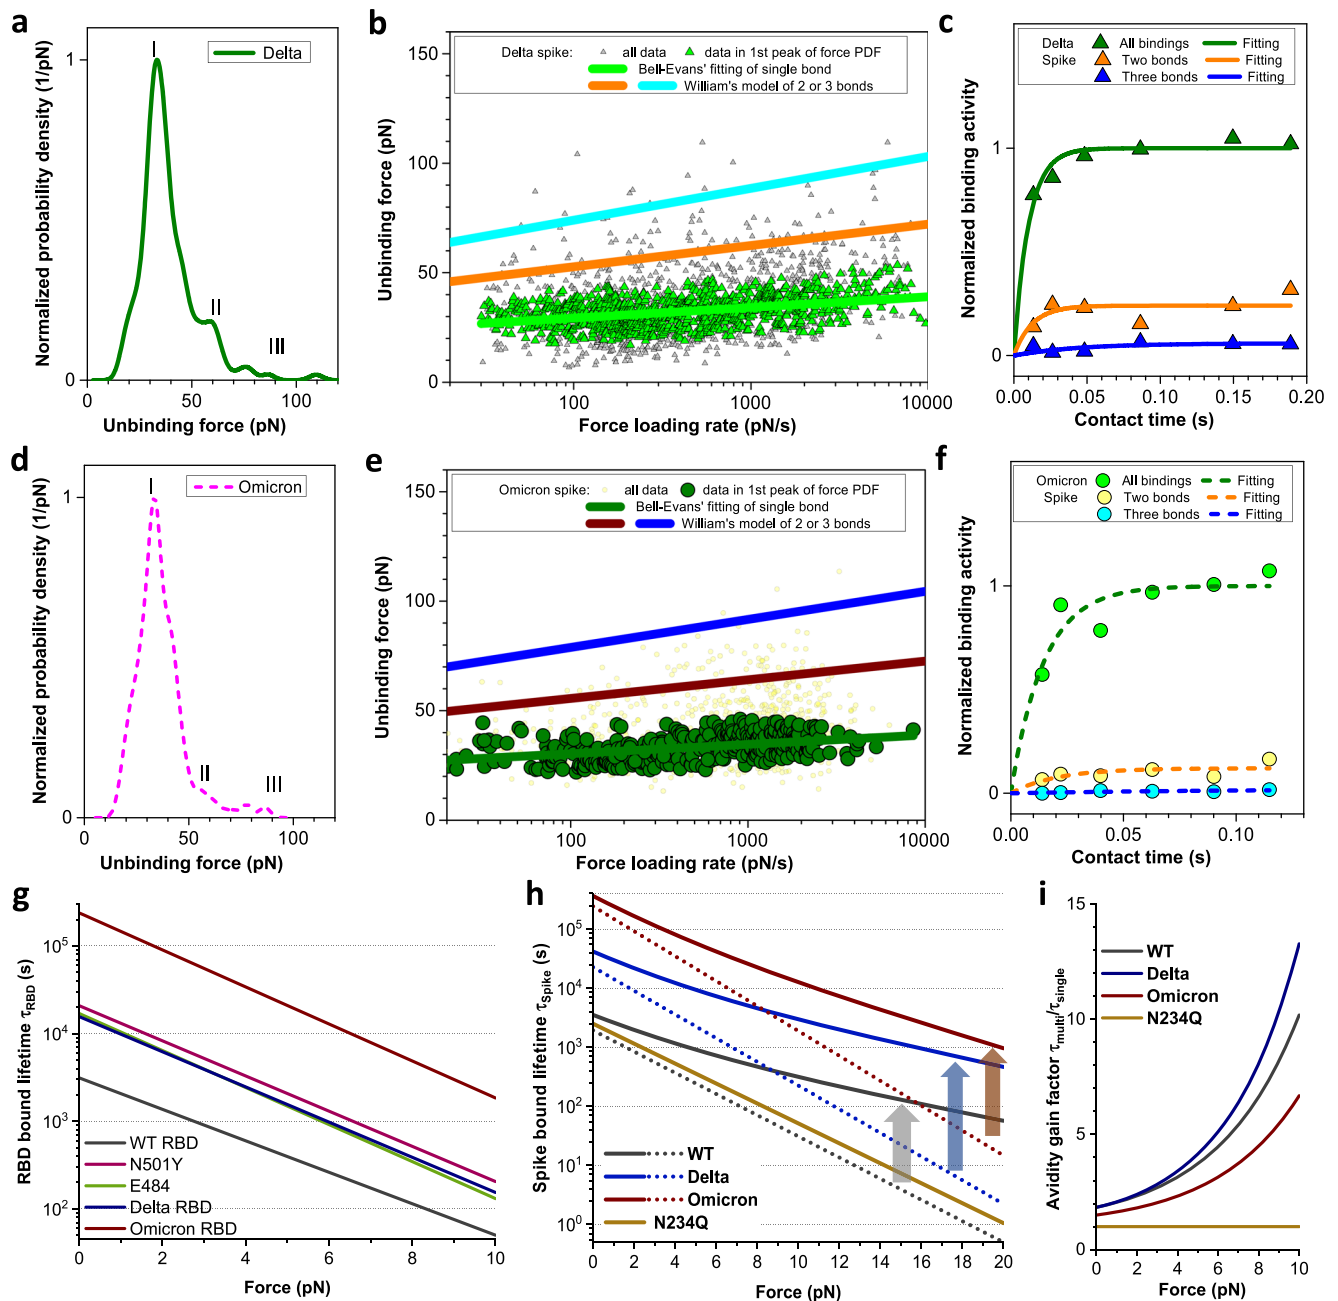 a
Normalized probability density (1/pN)
1
0
I
II
III
Delta
0
50
100
Unbinding force (pN)
b
Unbinding force (pN)
150
100
50
0
Delta spike: all data data in 1st peak of force PDF
Bell-Evans' fitting of single bond
William's model of 2 or 3 bonds
100
1000
10000
Force loading rate (pN/s)
c
Normalized binding activity
1
0
Delta All bindings Fitting
Spike Two bonds Fitting
Three bonds Fitting
0.00
0.05
0.10
0.15
0.20
Contact time (s)
d
Normalized probability density (1/pN)
1
0
I
II
III
Omicron
0
50
100
Unbinding force (pN)
e
Unbinding force (pN)
150
100
50
0
Omicron spike: all data data in 1st peak of force PDF
Bell-Evans' fitting of single bond
William's model of 2 or 3 bonds
100
1000
10000
Force loading rate (pN/s)
f
Normalized binding activity
1
0
Omicron All bindings Fitting
Spike Two bonds Fitting
Three bonds Fitting
0.00
0.05
0.10
Contact time (s)
g
RBD bound lifetime τRBD (s)
10⁵
10⁴
10³
10²
WT RBD
N501Y
E484
Delta RBD
Omicron RBD
0
2
4
6
8
10
Force (pN)
h
Spike bound lifetime τSpike (s)
10⁵
10⁴
10³
10²
10¹
10⁰
WT
Delta
Omicron
N234Q
0
2
4
6
8
10
12
14
16
18
20
Force (pN)
i
Avidity gain factor τmulti/τsingle
15
10
5
0
WT
Delta
Omicron
N234Q
0
2
4
6
8
10
Force (pN)